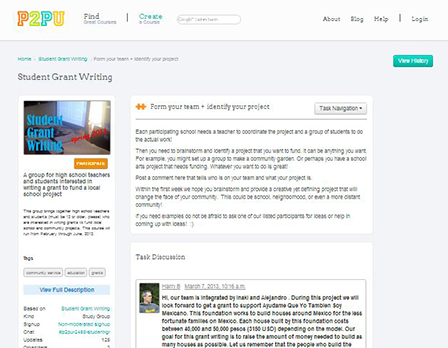 P2PU
Find
Great Courses
Create
a Course
About Blog Help Login
Home Student Grant Writing Form your team + identify your project
View History
Student Grant Writing
Student
Grant
Writing
A group for high school teachers
and students interested in
writing a grant to fund a local
school project
This group brings together high school teachers
and students (must be 13 or older, please) who
are interested in writing grants to fund local
school and community projects. This course will
run from February through June, 2013.
Tags
community service education grants
View Full Description
Based on Student Grant Writing
Kind Study Group
Signup Non-moderated signup
Chat
Updates
Form your team + identify your project
Task Navigation
Each participating school needs a teacher to coordinate the project and a group of students to do
the actual work!
Then you need to brainstorm and identify a project that you want to fund. It can be anything you want.
For example, you might set up a group to make a community garden. Or perhaps you have a school
arts project that needs funding. Whatever you want to do is great!
Post a comment here that tells who is on your team and what your project is.
Within the first week we hope you brainstorm and provide a creative yet defining project that will
change the face of your community. This could be school, neighborhood, or even a more distant
community!
If you need examples do not be afraid to ask one of our listed participants for ideas or help in
coming up with ideas! :)
Task Discussion
Harry B March 7, 2013, 10:16 a.m.
Hi, our team is integrated by Inaki and Alejandro . During this project we will
look forward to get a grant to support Ayudame Que Yo Tambien Soy
Mexicano. This foundation works to build houses around Mexico for the less
fortunate families on Mexico. Each house built by this foundation costs
between 40,000 and 50,000 pesos (3150 USD) depending on the model. Our
goal for this grant writing is to raise the amount of money needed to build as
many houses as possible. Let us remember that the people who build the